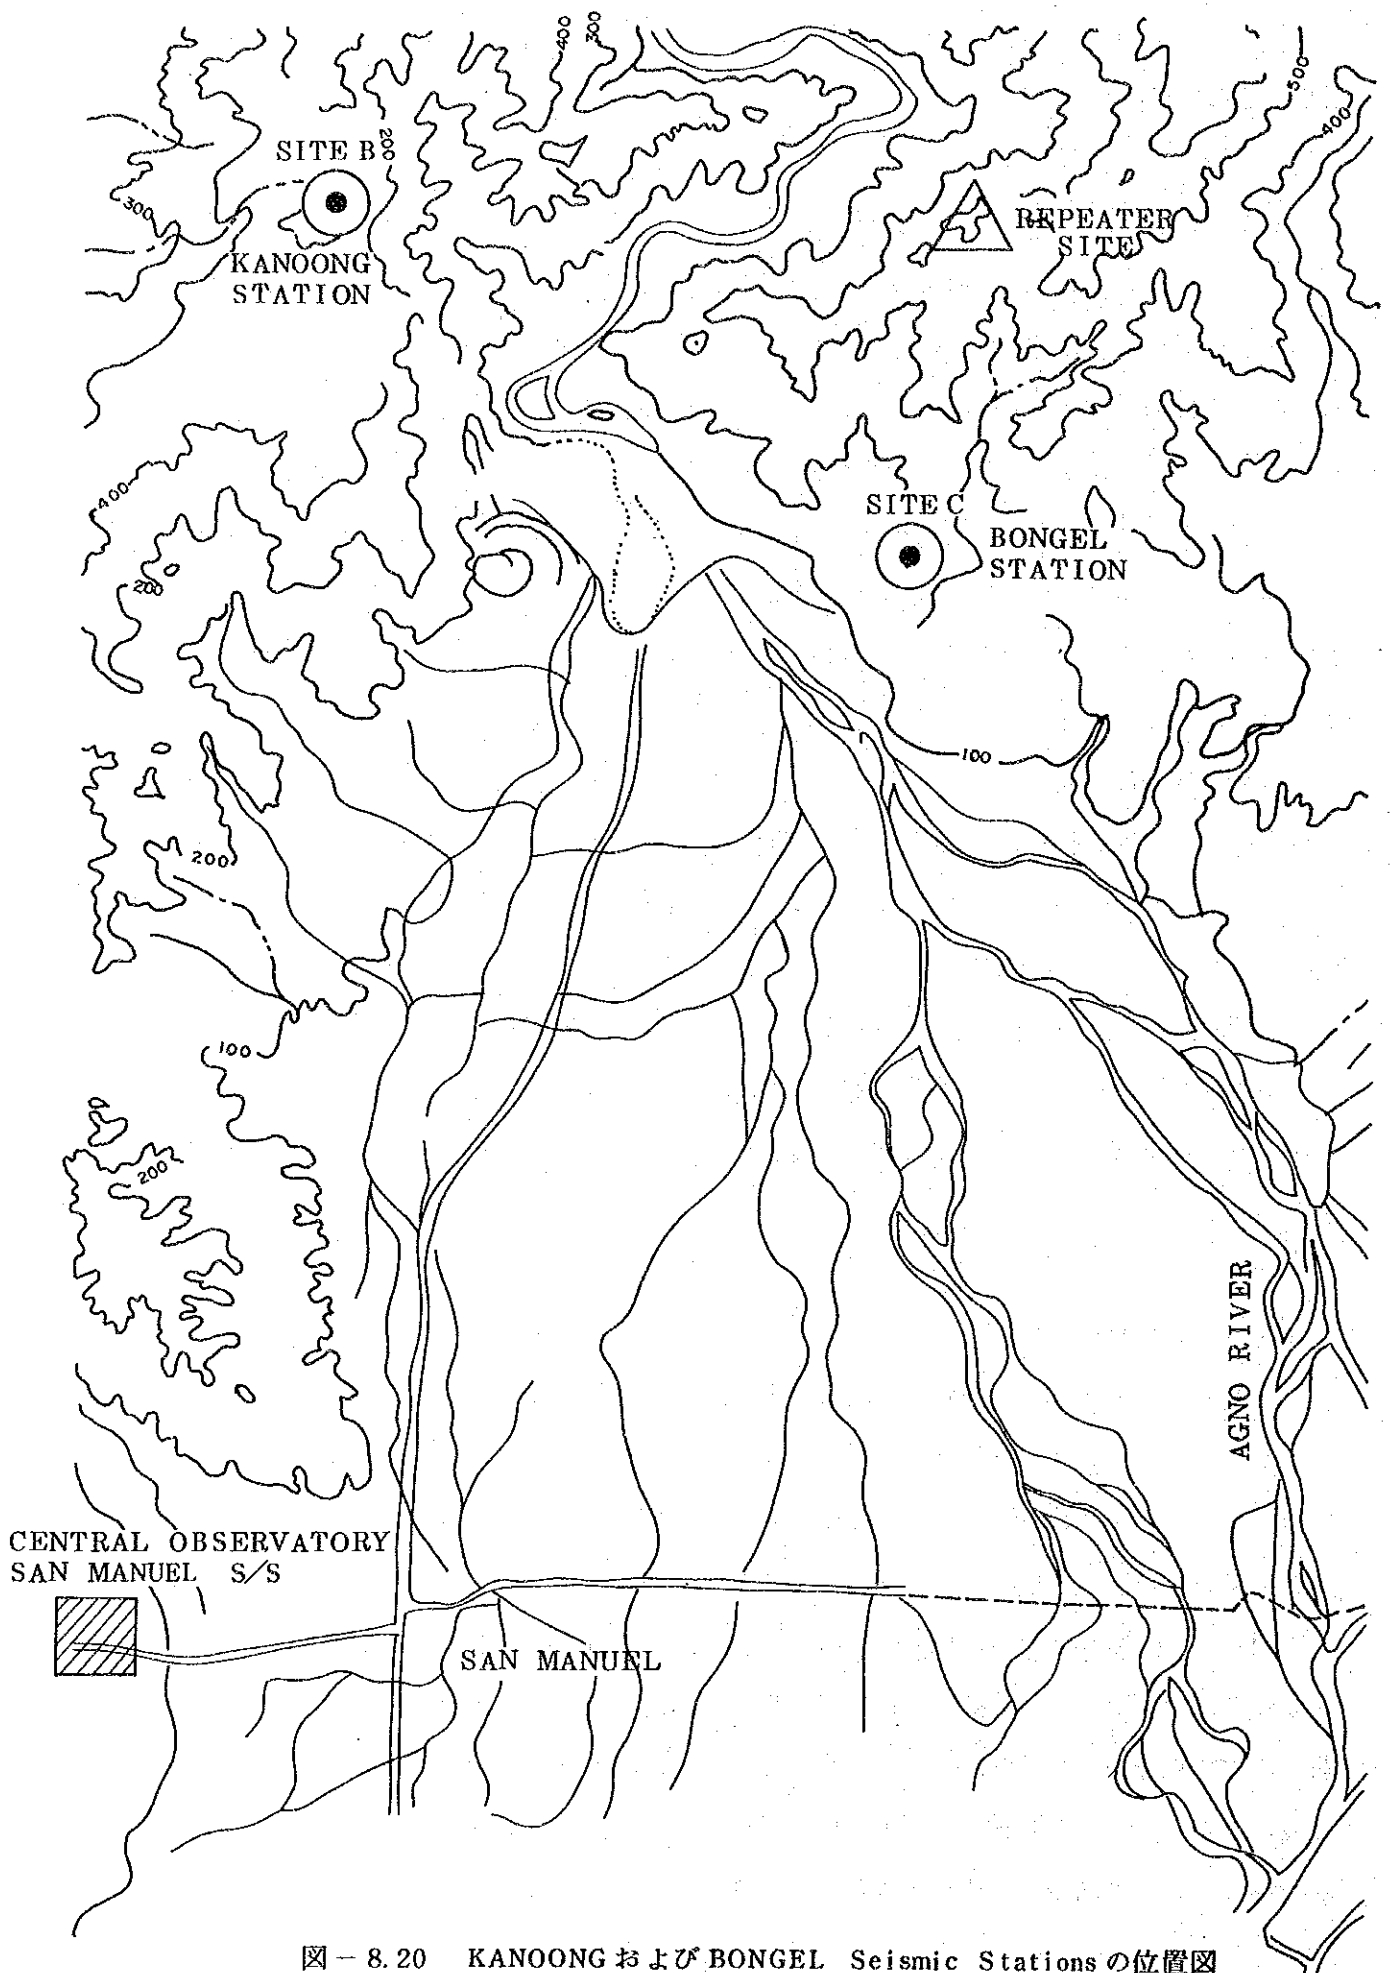 400
300
500
400
SITE B
200
300
REPEATER
SITE
KANOONG
STATION
400
SITE C
BONGEL
STATION
200
100
200
100
200
AGNO RIVER
CENTRAL OBSERVATORY
SAN MANUEL S/S
SAN MANUEL
図－8.20 KANOONGおよびBONGEL Seismic Stationsの位置図